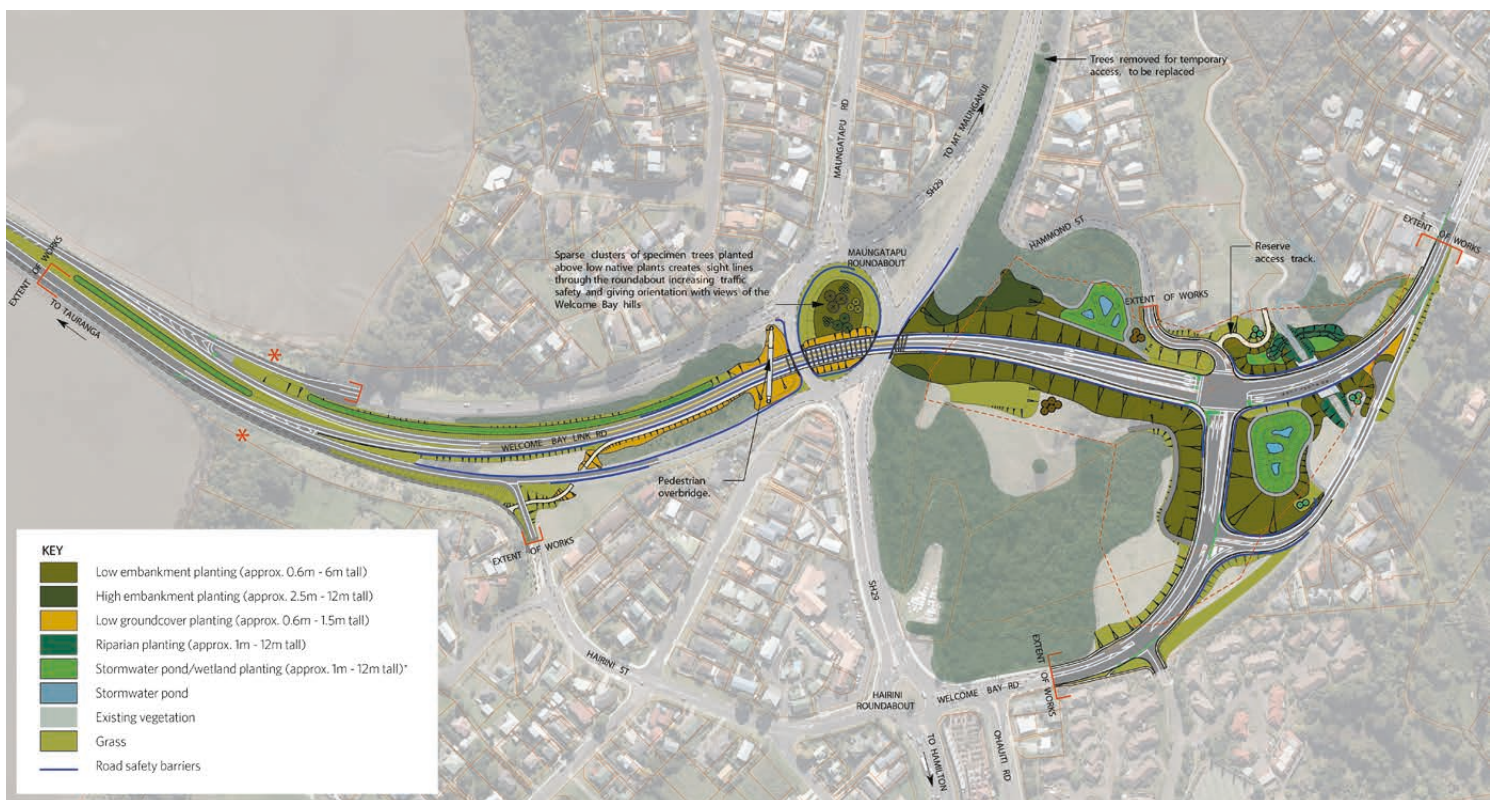 Trees removed for temporary
access, to be replaced
MAUNGATAPU RD
TO MT MAUNGANUI
SH29
HAMMOND ST
EXTENT OF WORKS
Reserve
access track.
MAUNGATAPU
ROUNDABOUT
Sparse clusters of specimen trees planted
above low native plants creates sight lines
through the roundabout increasing traffic
safety and giving orientation with views of the
Welcome Bay hills
EXTENT OF WORKS
TO TAURANGA
EXTENT OF WORKS
WELCOME BAY LINK RD
Pedestrian
overbridge.
EXTENT OF WORKS
SH29
HAIRINI ST
HAIRINI
ROUNDABOUT
WELCOME BAY RD
EXTENT OF WORKS
TO HAMILTON
OHAUITI RD
KEY
Low embankment planting (approx. 0.6m - 6m tall)
High embankment planting (approx. 2.5m - 12m tall)
Low groundcover planting (approx. 0.6m - 1.5m tall)
Riparian planting (approx. 1m - 12m tall)
Stormwater pond/wetland planting (approx. 1m - 12m tall)*
Stormwater pond
Existing vegetation
Grass
Road safety barriers